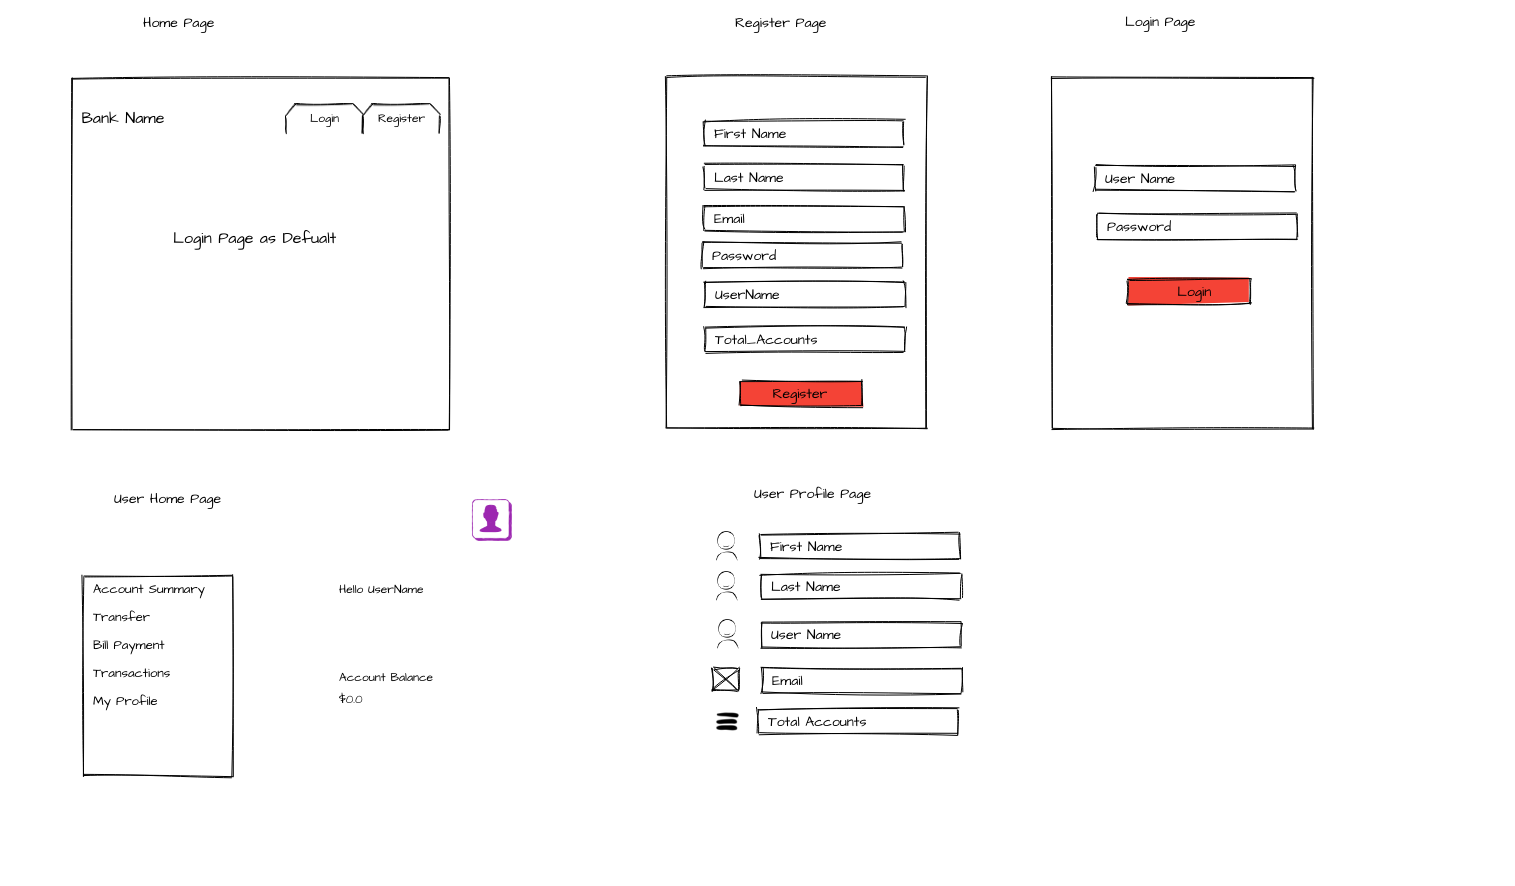 Home Page
Bank Name
Login
Register
Login Page as Defualt
Register Page
First Name
Last Name
Email
Password
UserName
Total_Accounts
Register
Login Page
User Name
Password
Login
User Home Page
Account Summary
Transfer
Bill Payment
Transactions
My Profile
Hello UserName
Account Balance
$0.0
User Profile Page
First Name
Last Name
User Name
Email
Total Accounts